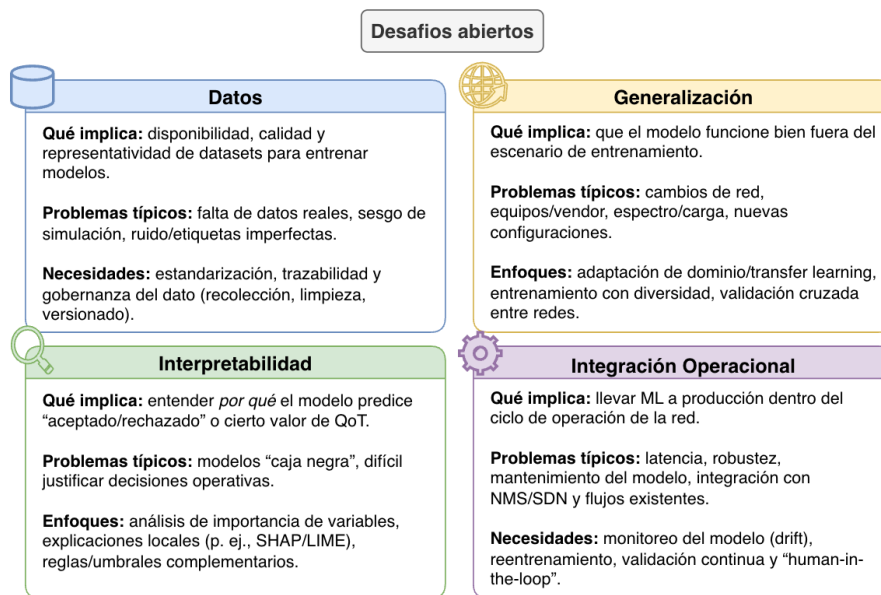 Desafios abiertos
Datos
Qué implica: disponibilidad, calidad y
representatividad de datasets para entrenar
modelos.
Problemas típicos: falta de datos reales, sesgo de
simulación, ruido/etiquetas imperfectas.
Necesidades: estandarización, trazabilidad y
gobernanza del dato (recolección, limpieza,
versionado).
Generalización
Qué implica: que el modelo funcione bien fuera del
escenario de entrenamiento.
Problemas típicos: cambios de red,
equipos/vendor, espectro/carga, nuevas
configuraciones.
Enfoques: adaptación de dominio/transfer learning,
entrenamiento con diversidad, validación cruzada
entre redes.
Interpretabilidad
Qué implica: entender por qué el modelo predice
“aceptado/rechazado” o cierto valor de QoT.
Problemas típicos: modelos “caja negra”, difícil
justificar decisiones operativas.
Enfoques: análisis de importancia de variables,
explicaciones locales (p. ej., SHAP/LIME),
reglas/umbrales complementarios.
Integración Operacional
Qué implica: llevar ML a producción dentro del
ciclo de operación de la red.
Problemas típicos: latencia, robustez,
mantenimiento del modelo, integración con
NMS/SDN y flujos existentes.
Necesidades: monitoreo del modelo (drift),
reentrenamiento, validación continua y “human-in-
the-loop”.